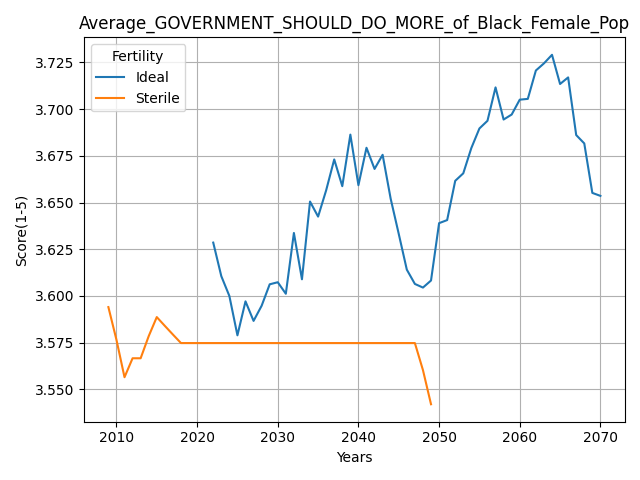 Average_GOVERNMENT_SHOULD_DO_MORE_of_Black_Female_Pop
Fertility
Ideal
Sterile
3.725
3.700
3.675
3.650
3.625
3.600
3.575
3.550
Score(1-5)
2010 2020 2030 2040 2050 2060 2070
Years